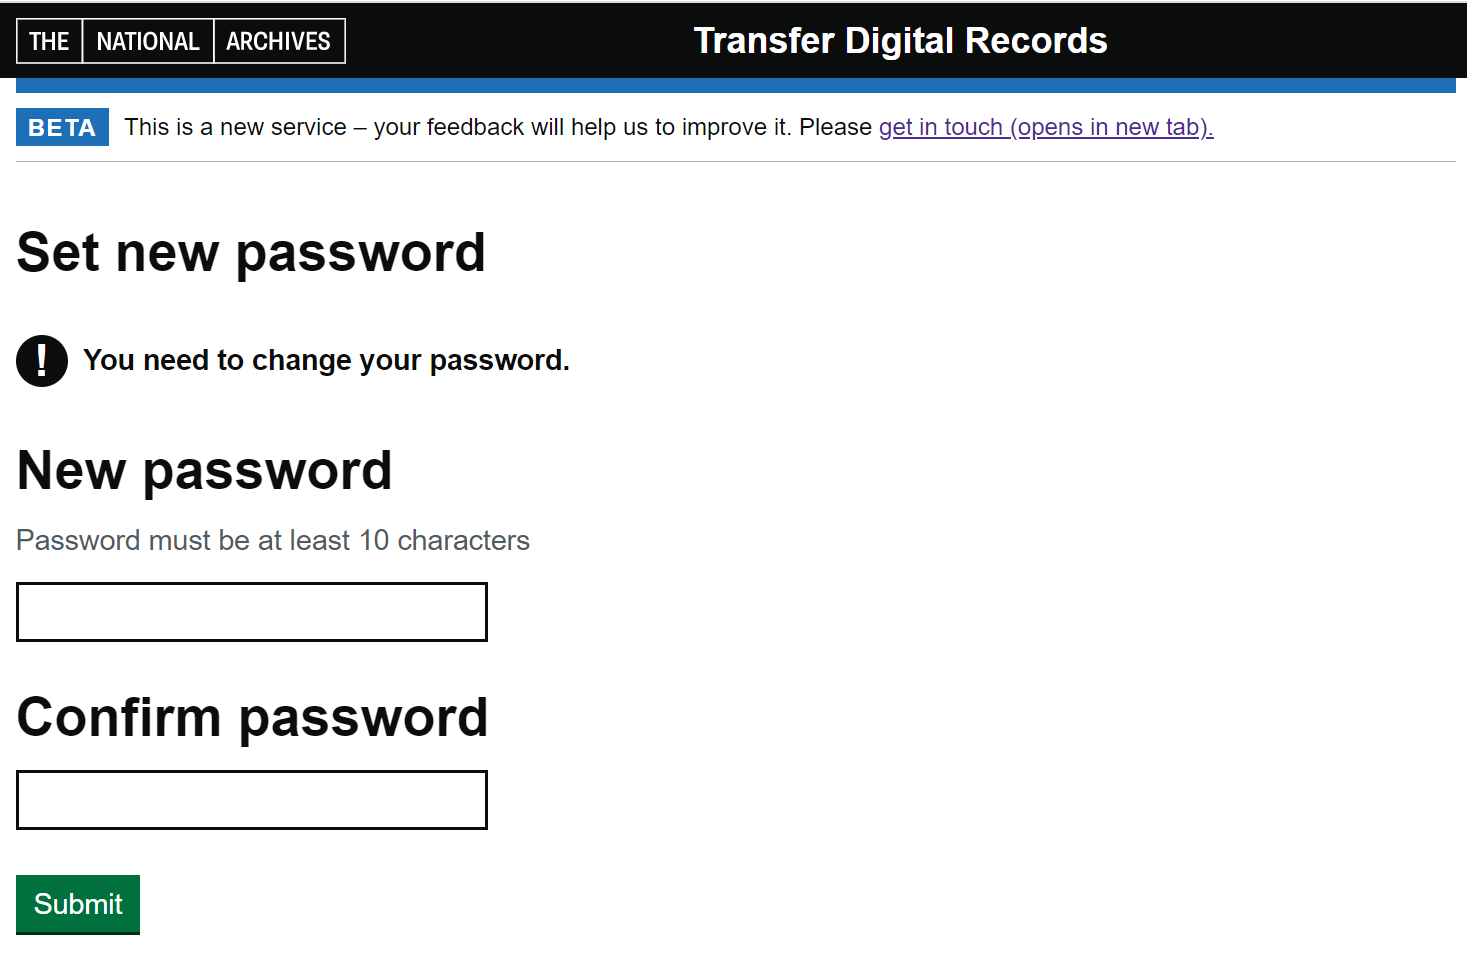 THE NATIONAL ARCHIVES
Transfer Digital Records
BETA This is a new service – your feedback will help us to improve it. Please get in touch (opens in new tab).
Set new password
! You need to change your password.
New password
Password must be at least 10 characters
Confirm password
Submit